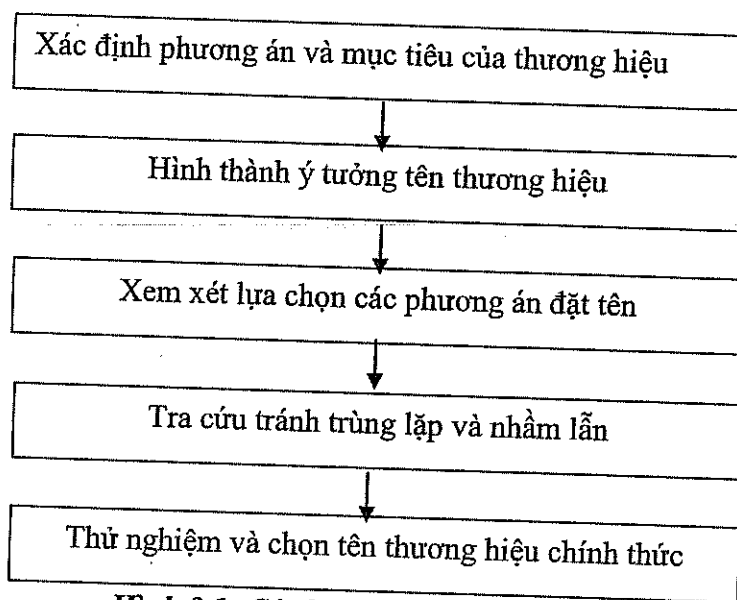 Xác định phương án và mục tiêu của thương hiệu
Hình thành ý tưởng tên thương hiệu
Xem xét lựa chọn các phương án đặt tên
Tra cứu tránh trùng lặp và nhầm lẫn
Thử nghiệm và chọn tên thương hiệu chính thức